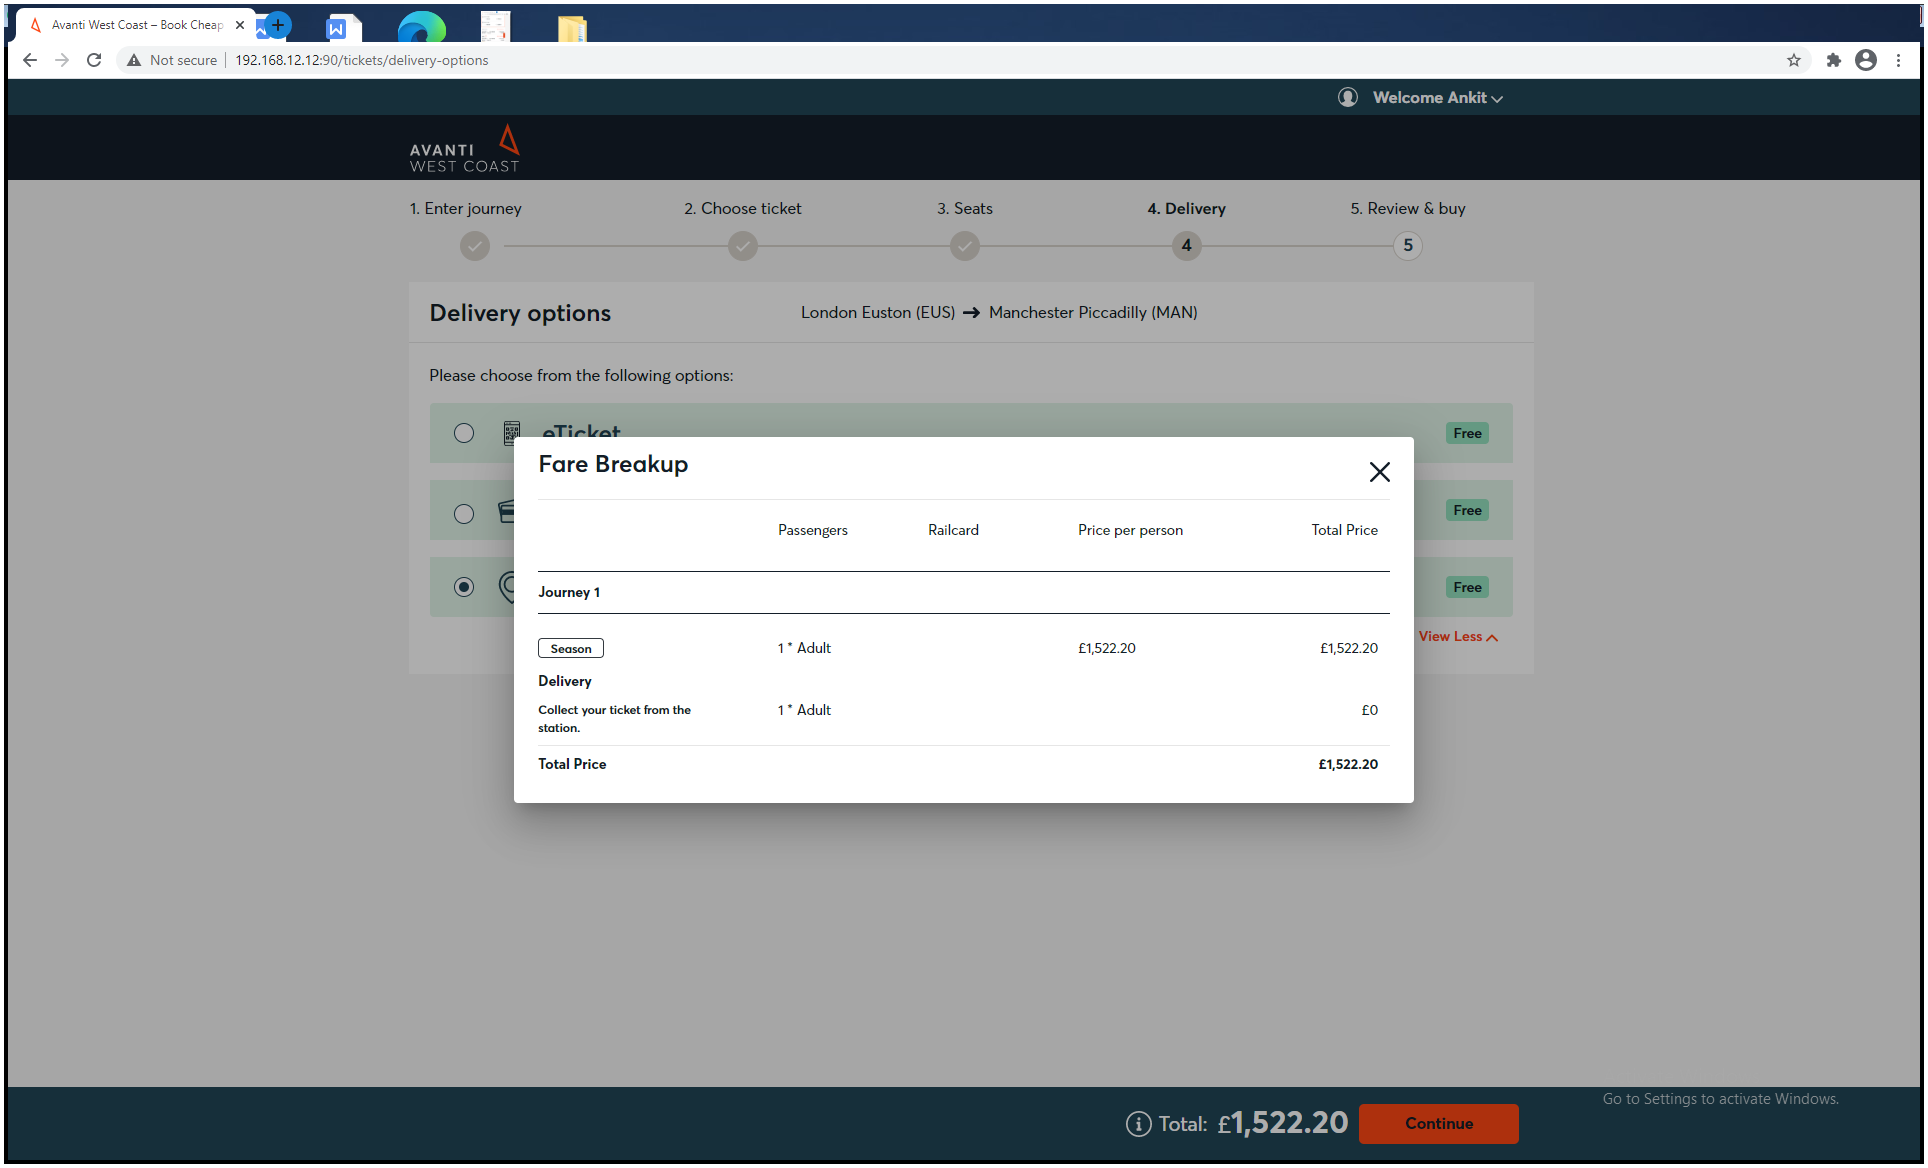 Avanti West Coast – Book Cheap
Not secure
192.168.12.12:90/tickets/delivery-options
Welcome Ankit
AVANTI
WEST COAST
1. Enter journey 2. Choose ticket 3. Seats 4. Delivery 5. Review & buy
4 5
Delivery options London Euston (EUS) → Manchester Piccadilly (MAN)
Please choose from the following options:
eTicket Free
Free
Free
View Less
Fare Breakup
Passengers Railcard Price per person Total Price
Journey 1
Season 1 * Adult £1,522.20 £1,522.20
Delivery
Collect your ticket from the 1 * Adult £0
station.
Total Price £1,522.20
Go to Settings to activate Windows.
Total: £1,522.20 Continue